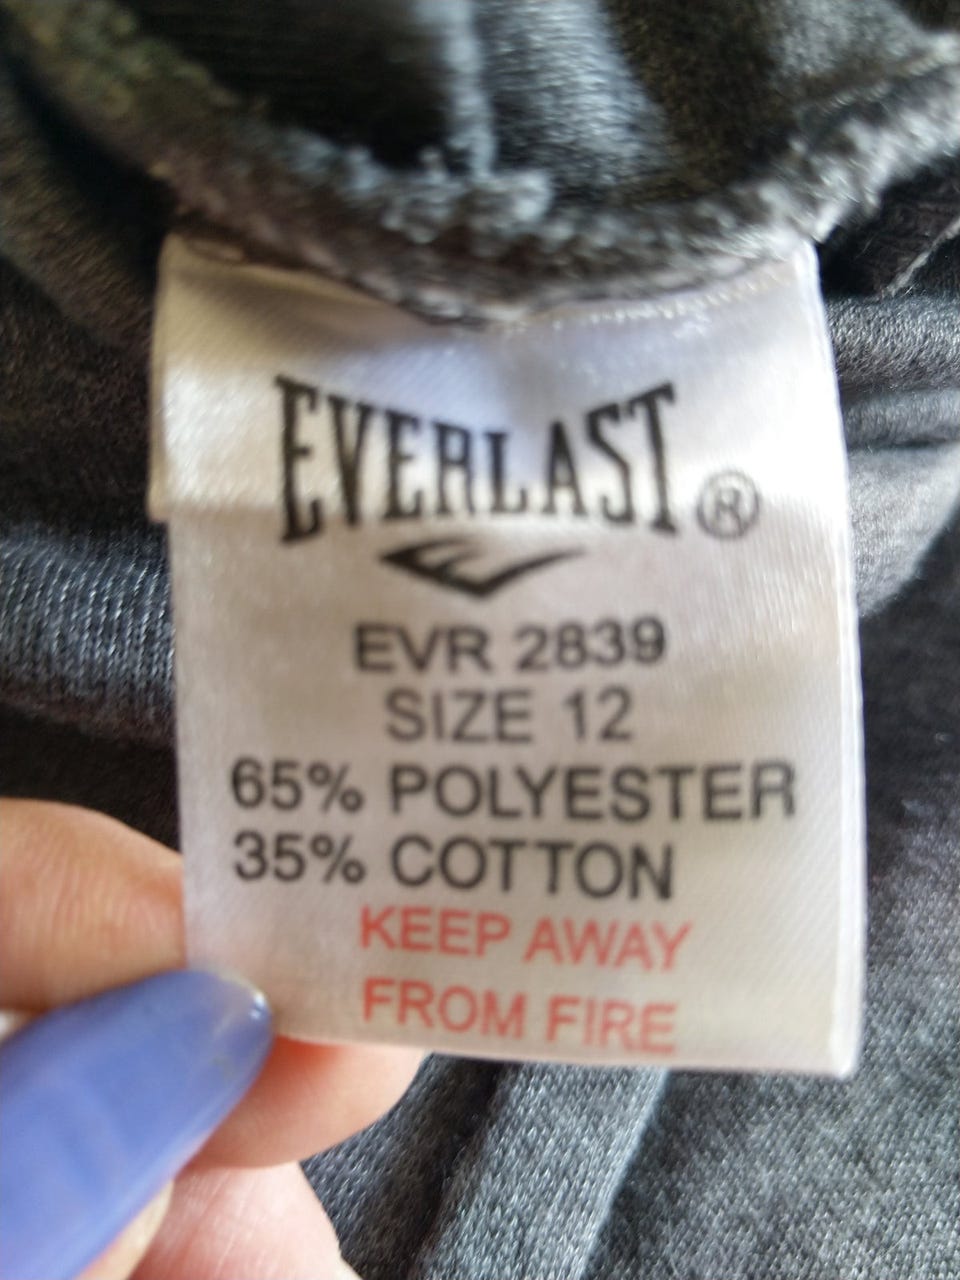 EVERLAST®
EVR 2839
SIZE 12
65% POLYESTER
35% COTTON
KEEP AWAY
FROM FIRE